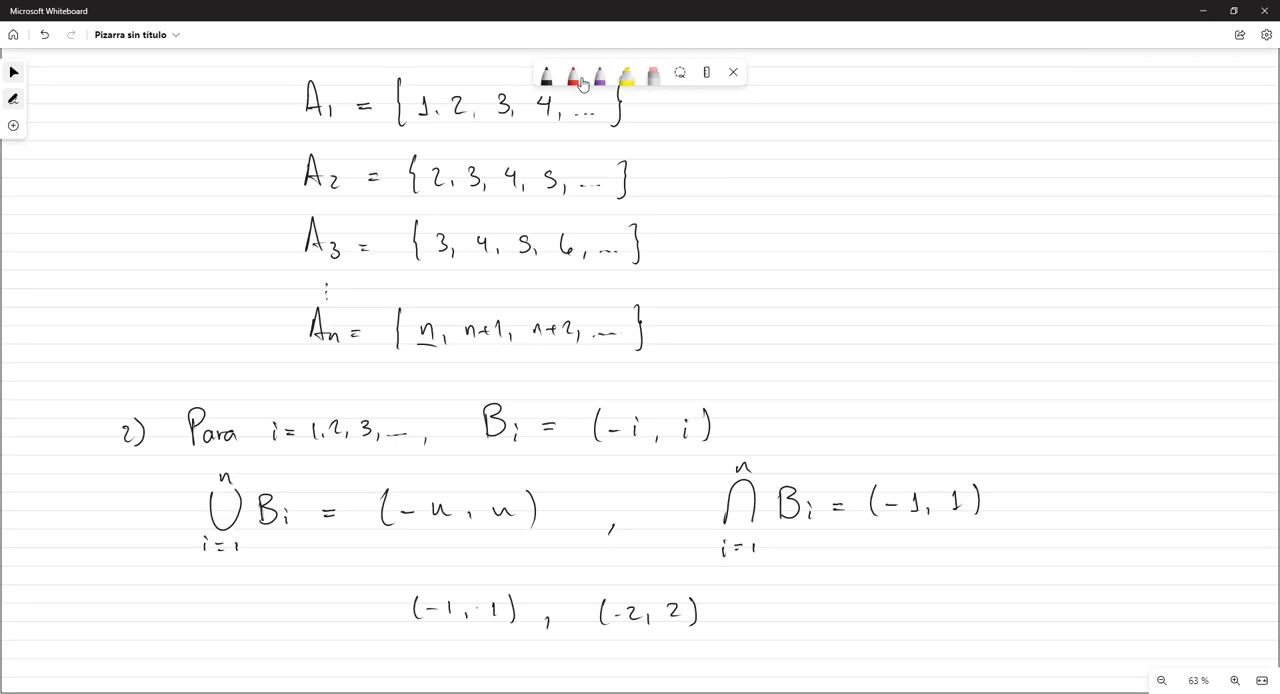 Microsoft Whiteboard
Pizarra sin título
A1 = { 1, 2, 3, 4, ... }
A2 = { 2, 3, 4, 5, ... }
A3 = { 3, 4, 5, 6, ... }
⋮
An = { n, n+1, n+2, ... }
2) Para i = 1, 2, 3, ..., Bi = (-i, i)
⋃_{i=1}^{n} Bi = (-n, n) , ⋂_{i=1}^{n} Bi = (-1, 1)
(-1, 1) , (-2, 2)
63 %